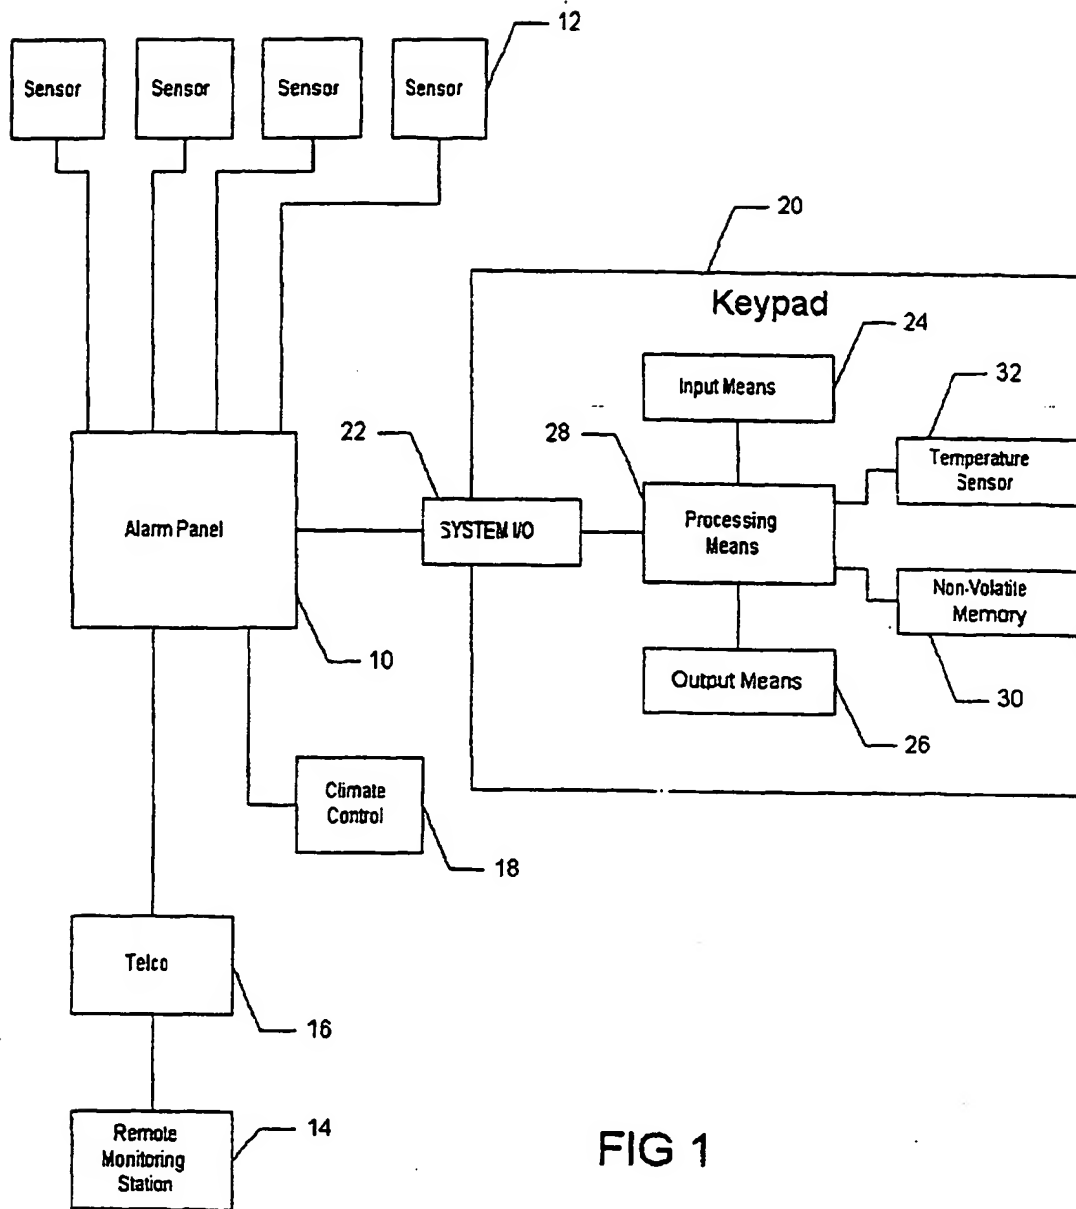 12
Sensor
Sensor
Sensor
Sensor
20
Keypad
24
Input Means
32
22
28
Temperature
Sensor
Alarm Panel
SYSTEM I/O
Processing
Means
Non-Volatile
Memory
10
Output Means
30
26
Climate
Control
18
Telco
16
14
Remote
Monitoring
Station
FIG 1